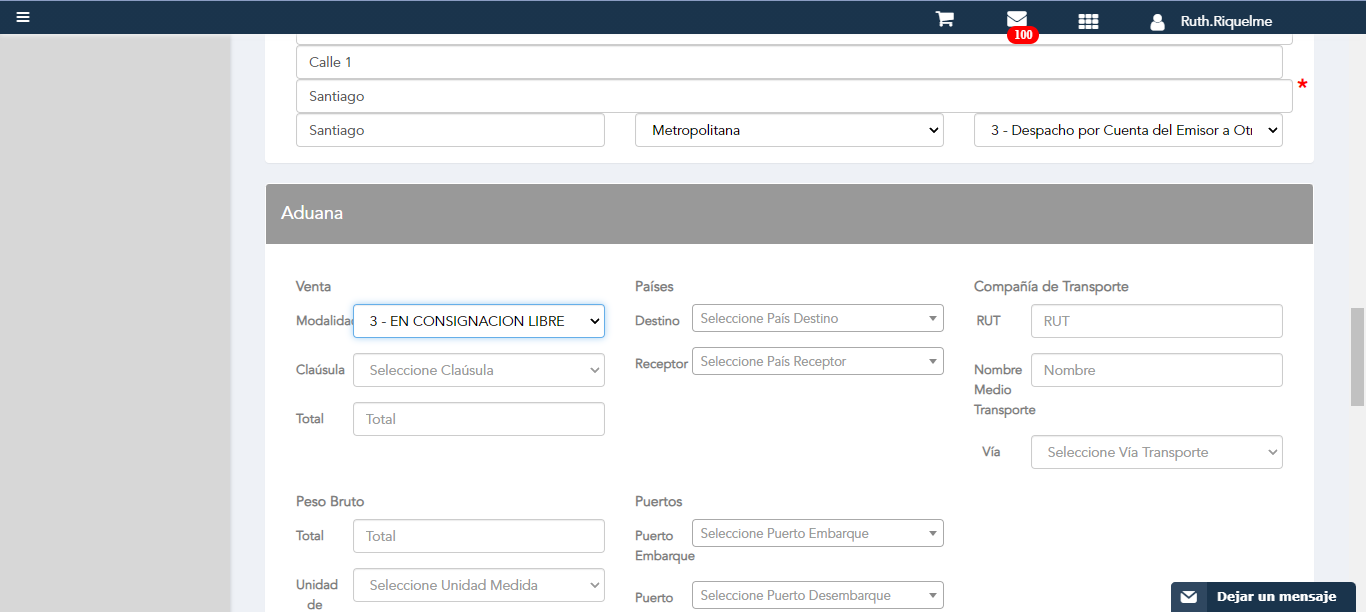 Ruth.Riquelme
100
Calle 1
Santiago
*
Santiago
Metropolitana
3 - Despacho por Cuenta del Emisor a Otr
Aduana
Venta
Modalidad
3 - EN CONSIGNACION LIBRE
Claúsula
Seleccione Claúsula
Total
Total
Países
Destino
Seleccione País Destino
Receptor
Seleccione País Receptor
Compañía de Transporte
RUT
RUT
Nombre
Medio
Transporte
Nombre
Vía
Seleccione Vía Transporte
Peso Bruto
Total
Total
Unidad
de
Seleccione Unidad Medida
Puertos
Puerto
Embarque
Seleccione Puerto Embarque
Puerto
Seleccione Puerto Desembarque
Dejar un mensaje